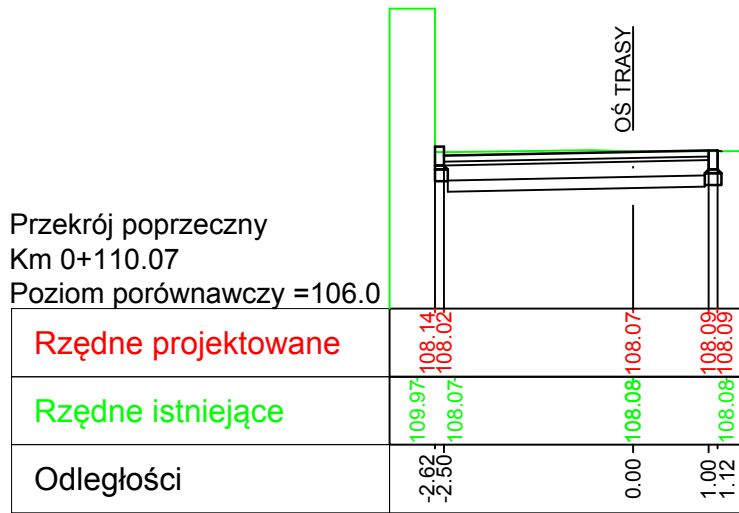 OŚ TRASY
Przekrój poprzeczny
Km 0+110.07
Poziom porównawczy =106.0
Rzędne projektowane
108.14
108.02
108.07
108.09
108.09
Rzędne istniejące
109.97
108.07
108.08
108.08
Odległości
-2.62
-2.50
0.00
1.00
1.12